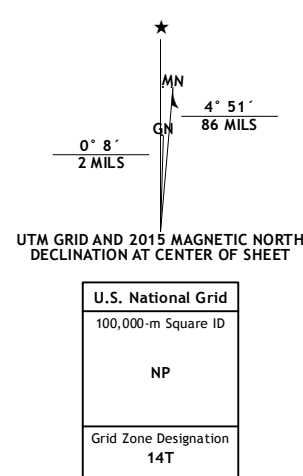 MN
GN
4° 51´
86 MILS
0° 8´
2 MILS
UTM GRID AND 2015 MAGNETIC NORTH
DECLINATION AT CENTER OF SHEET
U.S. National Grid
100,000-m Square ID
NP
Grid Zone Designation
14T